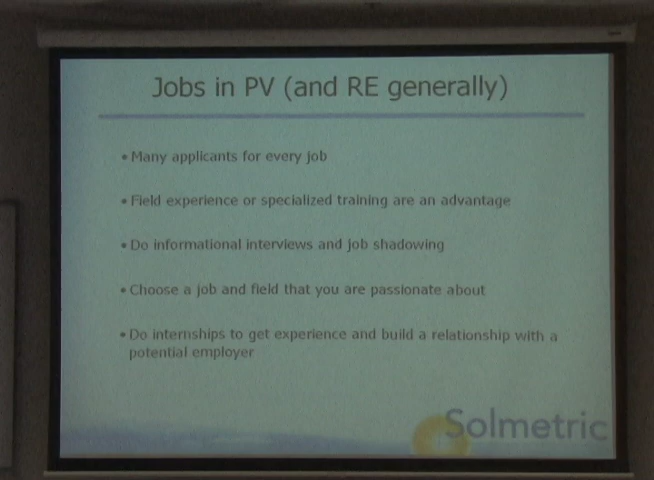 Jobs in PV (and RE generally)
• Many applicants for every job
• Field experience or specialized training are an advantage
• Do informational interviews and job shadowing
• Choose a job and field that you are passionate about
• Do internships to get experience and build a relationship with a
potential employer
Solmetric